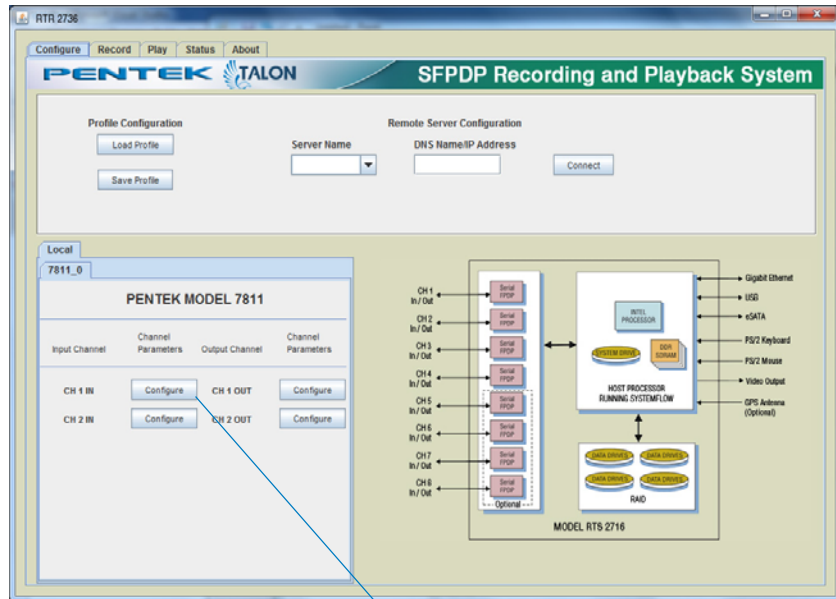 RTR 2736
Configure Record Play Status About
PENTEK TALON SFPDP Recording and Playback System
Profile Configuration
Load Profile
Save Profile
Remote Server Configuration
Server Name DNS Name/IP Address
Connect
Local
7811_0
PENTEK MODEL 7811
Input Channel Channel Parameters Output Channel Channel Parameters
CH 1 IN Configure CH 1 OUT Configure
CH 2 IN Configure CH 2 OUT Configure
CH 1 In / Out Serial FPDP
CH 2 In / Out Serial FPDP
CH 3 In / Out Serial FPDP
CH 4 In / Out Serial FPDP
CH 5 In / Out Serial FPDP
CH 6 In / Out Serial FPDP
CH 7 In / Out Serial FPDP
CH 8 In / Out Serial FPDP
Optional
INTEL PROCESSOR
SYSTEM DRIVE
DDR SDRAM
HOST PROCESSOR
RUNNING SYSTEMFLOW
Gigabit Ethernet
USB
eSATA
PS/2 Keyboard
PS/2 Mouse
Video Output
GPS Antenna
(Optional)
DATA DRIVES DATA DRIVES
DATA DRIVES DATA DRIVES
RAID
MODEL RTS 2716